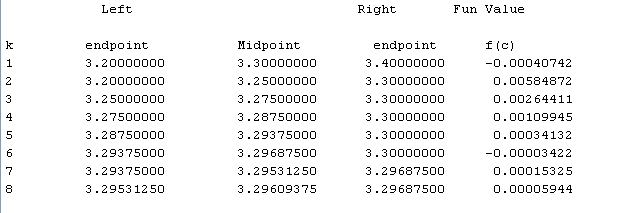 Left Right Fun Value
k endpoint Midpoint endpoint f(c)
1 3.20000000 3.30000000 3.40000000 -0.00040742
2 3.20000000 3.25000000 3.30000000 0.00584872
3 3.25000000 3.27500000 3.30000000 0.00264411
4 3.27500000 3.28750000 3.30000000 0.00109945
5 3.28750000 3.29375000 3.30000000 0.00034132
6 3.29375000 3.29687500 3.30000000 -0.00003422
7 3.29375000 3.29531250 3.29687500 0.00015325
8 3.29531250 3.29609375 3.29687500 0.00005944